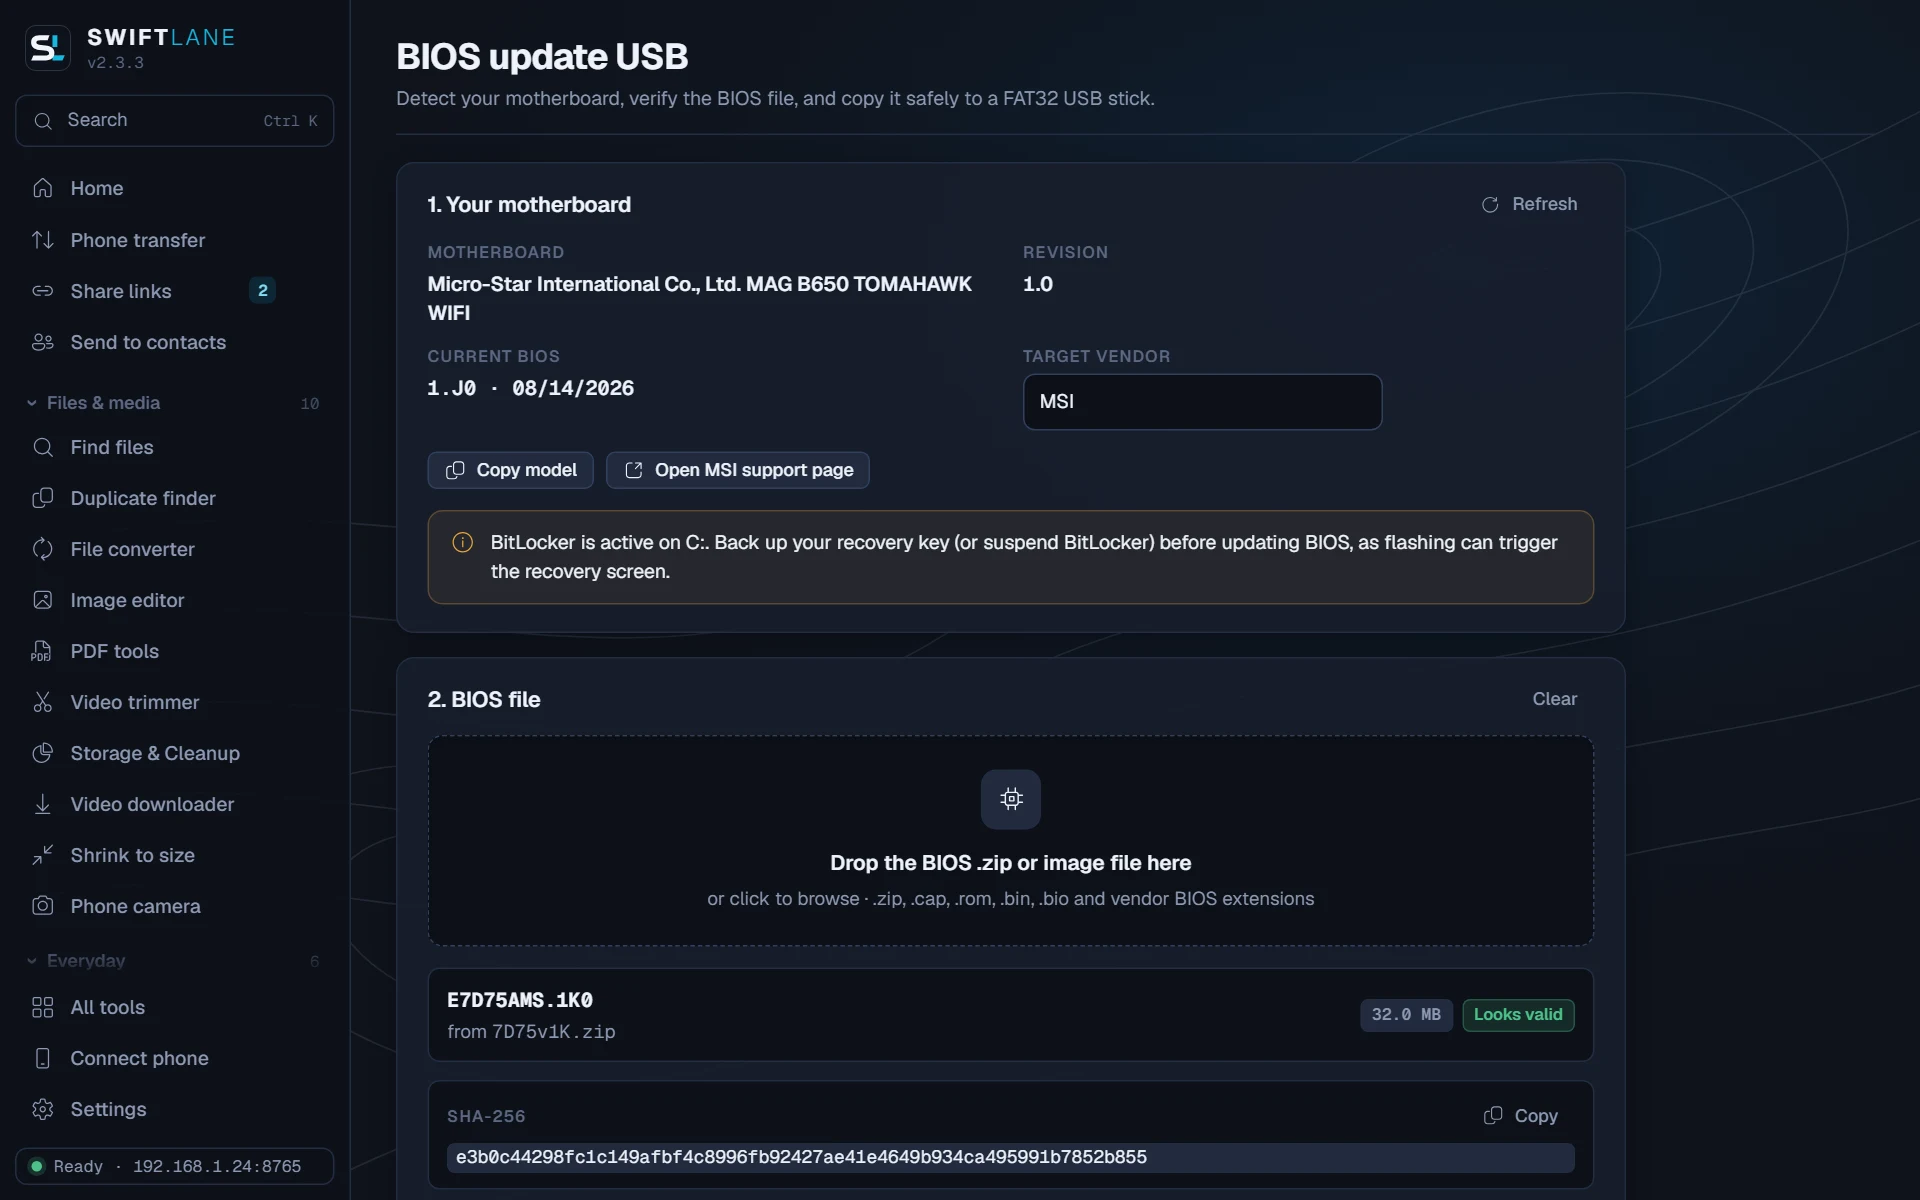 SWIFTLANE
v2.3.3
Search
Ctrl K
Home
Phone transfer
Share links
2
Send to contacts
Files & media
10
Find files
Duplicate finder
File converter
Image editor
PDF tools
Video trimmer
Storage & Cleanup
Video downloader
Shrink to size
Phone camera
Everyday
6
All tools
Connect phone
Settings
Ready · 192.168.1.24:8765
BIOS update USB
Detect your motherboard, verify the BIOS file, and copy it safely to a FAT32 USB stick.
1. Your motherboard
Refresh
MOTHERBOARD
Micro-Star International Co., Ltd. MAG B650 TOMAHAWK
WIFI
REVISION
1.0
CURRENT BIOS
1.J0 · 08/14/2026
TARGET VENDOR
MSI
Copy model
Open MSI support page
BitLocker is active on C:. Back up your recovery key (or suspend BitLocker) before updating BIOS, as flashing can trigger
the recovery screen.
2. BIOS file
Clear
Drop the BIOS .zip or image file here
or click to browse · .zip, .cap, .rom, .bin, .bio and vendor BIOS extensions
E7D75AMS.1K0
from 7D75v1K.zip
32.0 MB
Looks valid
SHA-256
Copy
e3b0c44298fc1c149afbf4c8996fb92427ae41e4649b934ca495991b7852b855